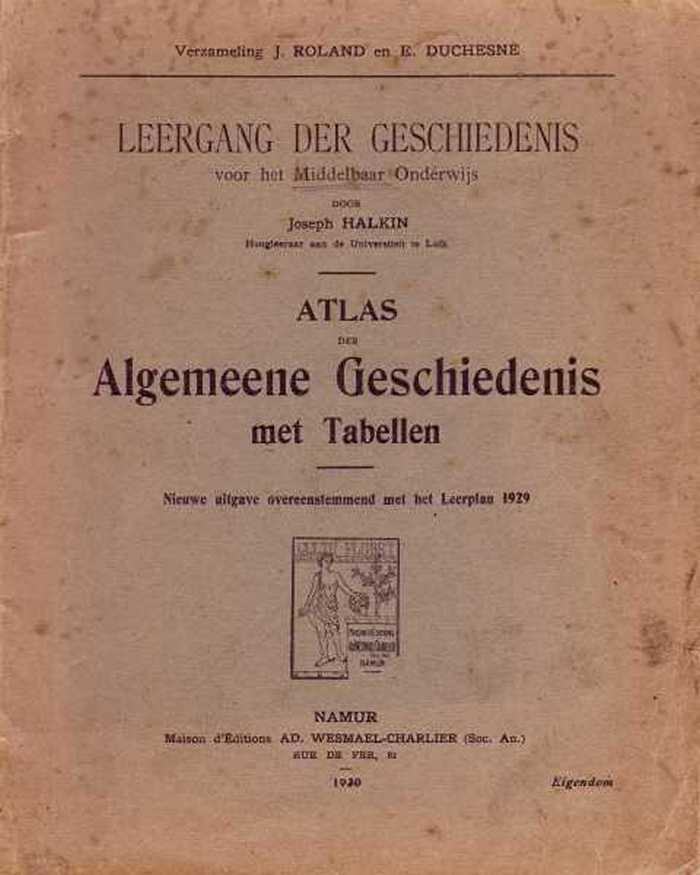 Verzameling J. ROLAND en E. DUCHESNE
LEERGANG DER GESCHIEDENIS
voor het Middelbaar Onderwijs
DOOR
Joseph HALKIN
Hoogleeraar aan de Universiteit te Luik
ATLAS
DER
Algemeene Geschiedenis
met Tabellen
Nieuwe uitgave overeenstemmend met het Leerplan 1929
NAMUR
NAMUR
Maison d'Éditions AD. WESMAEL-CHARLIER (Soc. An.)
RUE DE FER,
1930
Eigendom